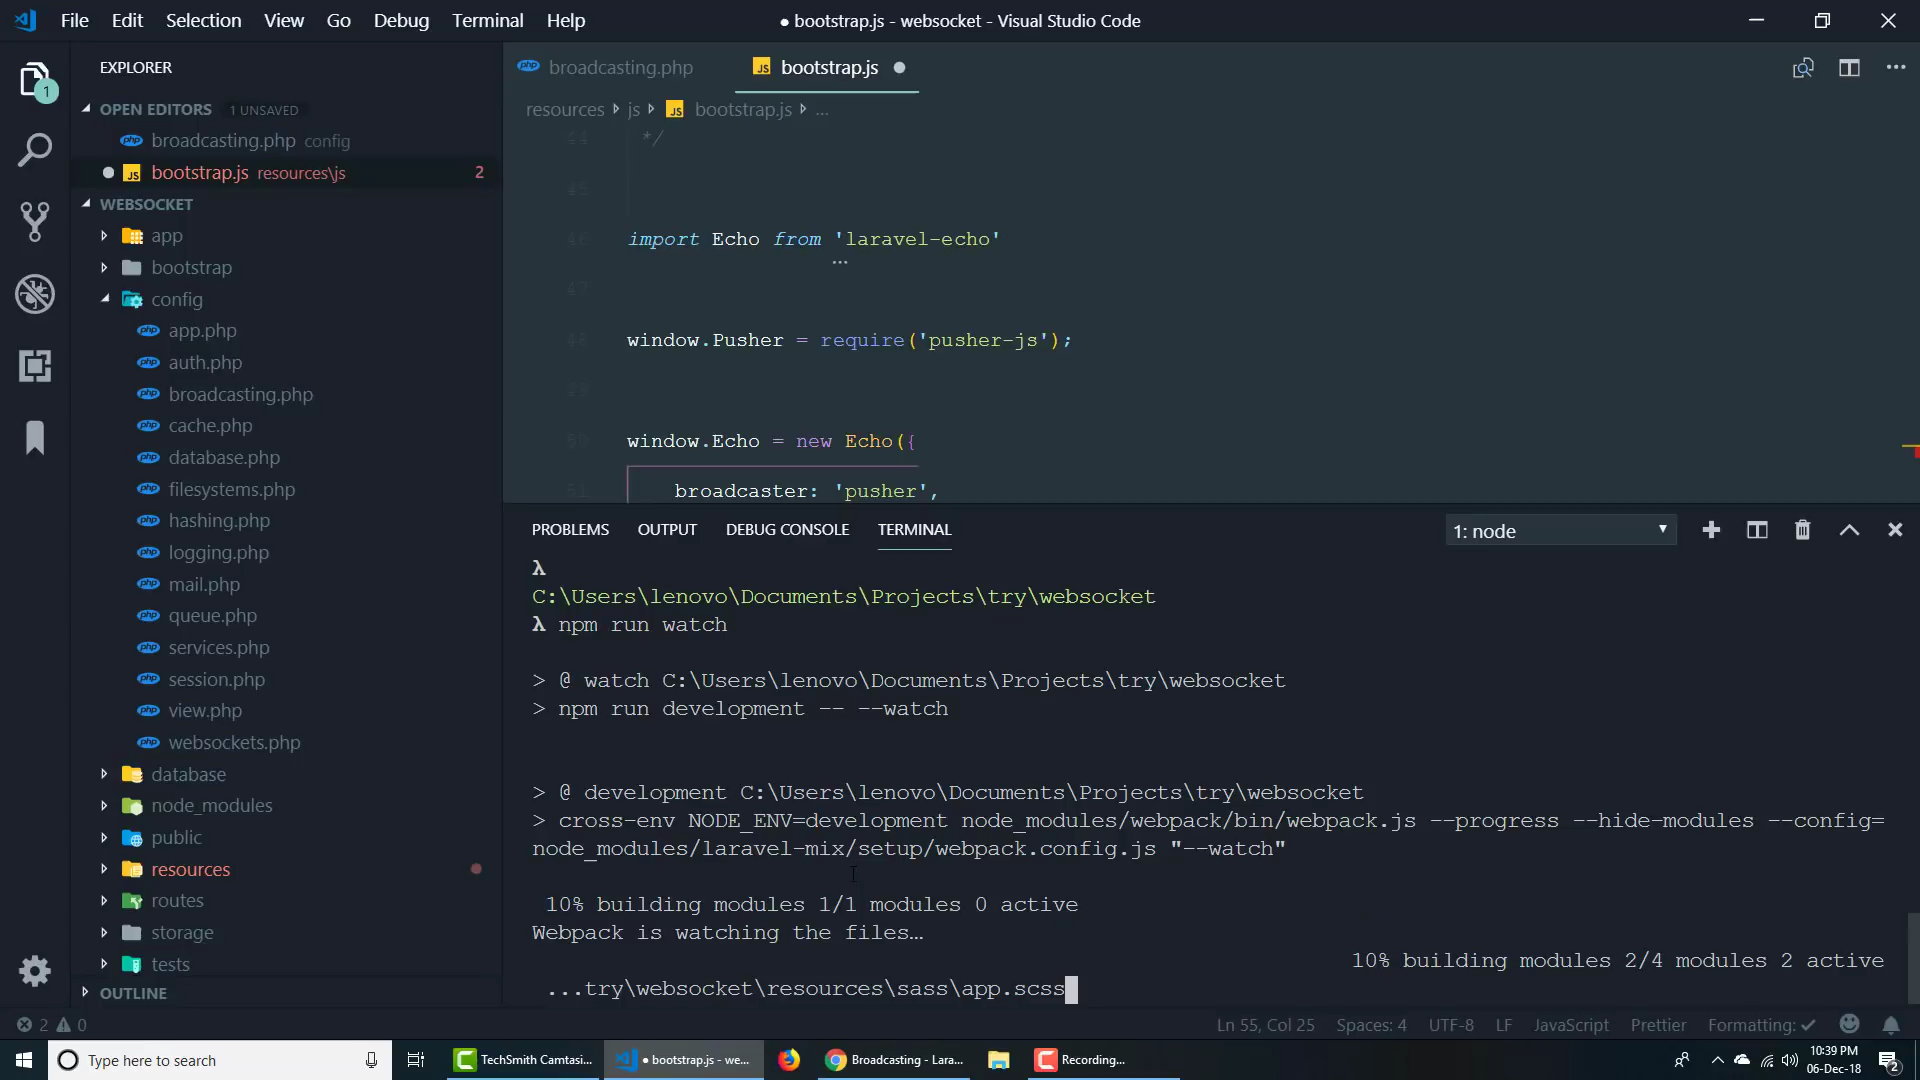 File Edit Selection View Go Debug Terminal Help
● bootstrap.js - websocket - Visual Studio Code
EXPLORER
1
OPEN EDITORS 1 UNSAVED
broadcasting.php config
bootstrap.js resources\js 2
WEBSOCKET
app
bootstrap
config
app.php
auth.php
broadcasting.php
cache.php
database.php
filesystems.php
hashing.php
logging.php
mail.php
queue.php
services.php
session.php
view.php
websockets.php
database
node_modules
public
resources
routes
storage
tests
OUTLINE
broadcasting.php
JS bootstrap.js
resources js JS bootstrap.js ...
44 */
45
46 import Echo from 'laravel-echo'
47
48 window.Pusher = require('pusher-js');
49
50 window.Echo = new Echo({
51 broadcaster: 'pusher',
PROBLEMS OUTPUT DEBUG CONSOLE TERMINAL
1: node
λ
C:\Users\lenovo\Documents\Projects\try\websocket
λ npm run watch
> @ watch C:\Users\lenovo\Documents\Projects\try\websocket
> npm run development -- --watch
> @ development C:\Users\lenovo\Documents\Projects\try\websocket
> cross-env NODE_ENV=development node_modules/webpack/bin/webpack.js --progress --hide-modules --config=
node_modules/laravel-mix/setup/webpack.config.js "--watch"
10% building modules 1/1 modules 0 active
Webpack is watching the files…
10% building modules 2/4 modules 2 active
...try\websocket\resources\sass\app.scss
2 0
Ln 55, Col 25 Spaces: 4 UTF-8 LF JavaScript Prettier Formatting: ✓
Type here to search
TechSmith Camtasi...
● bootstrap.js - we...
Broadcasting - Lara...
Recording...
10:39 PM
06-Dec-18
2